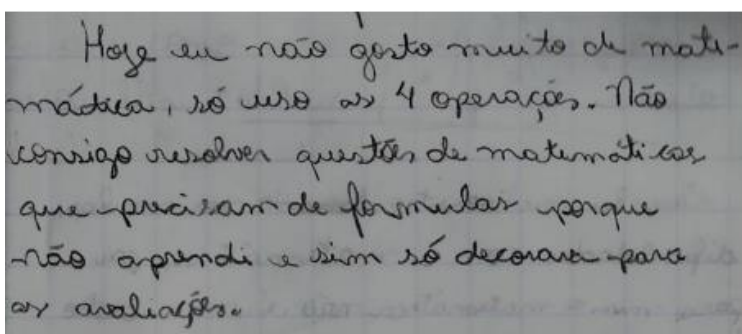 Hoje eu não gosto muito de mate-
mática, só uso as 4 operações. Não
consigo resolver questões de matemáticas
que precisam de formulas porque
não aprendi e sim só decorava para
as avaliações.